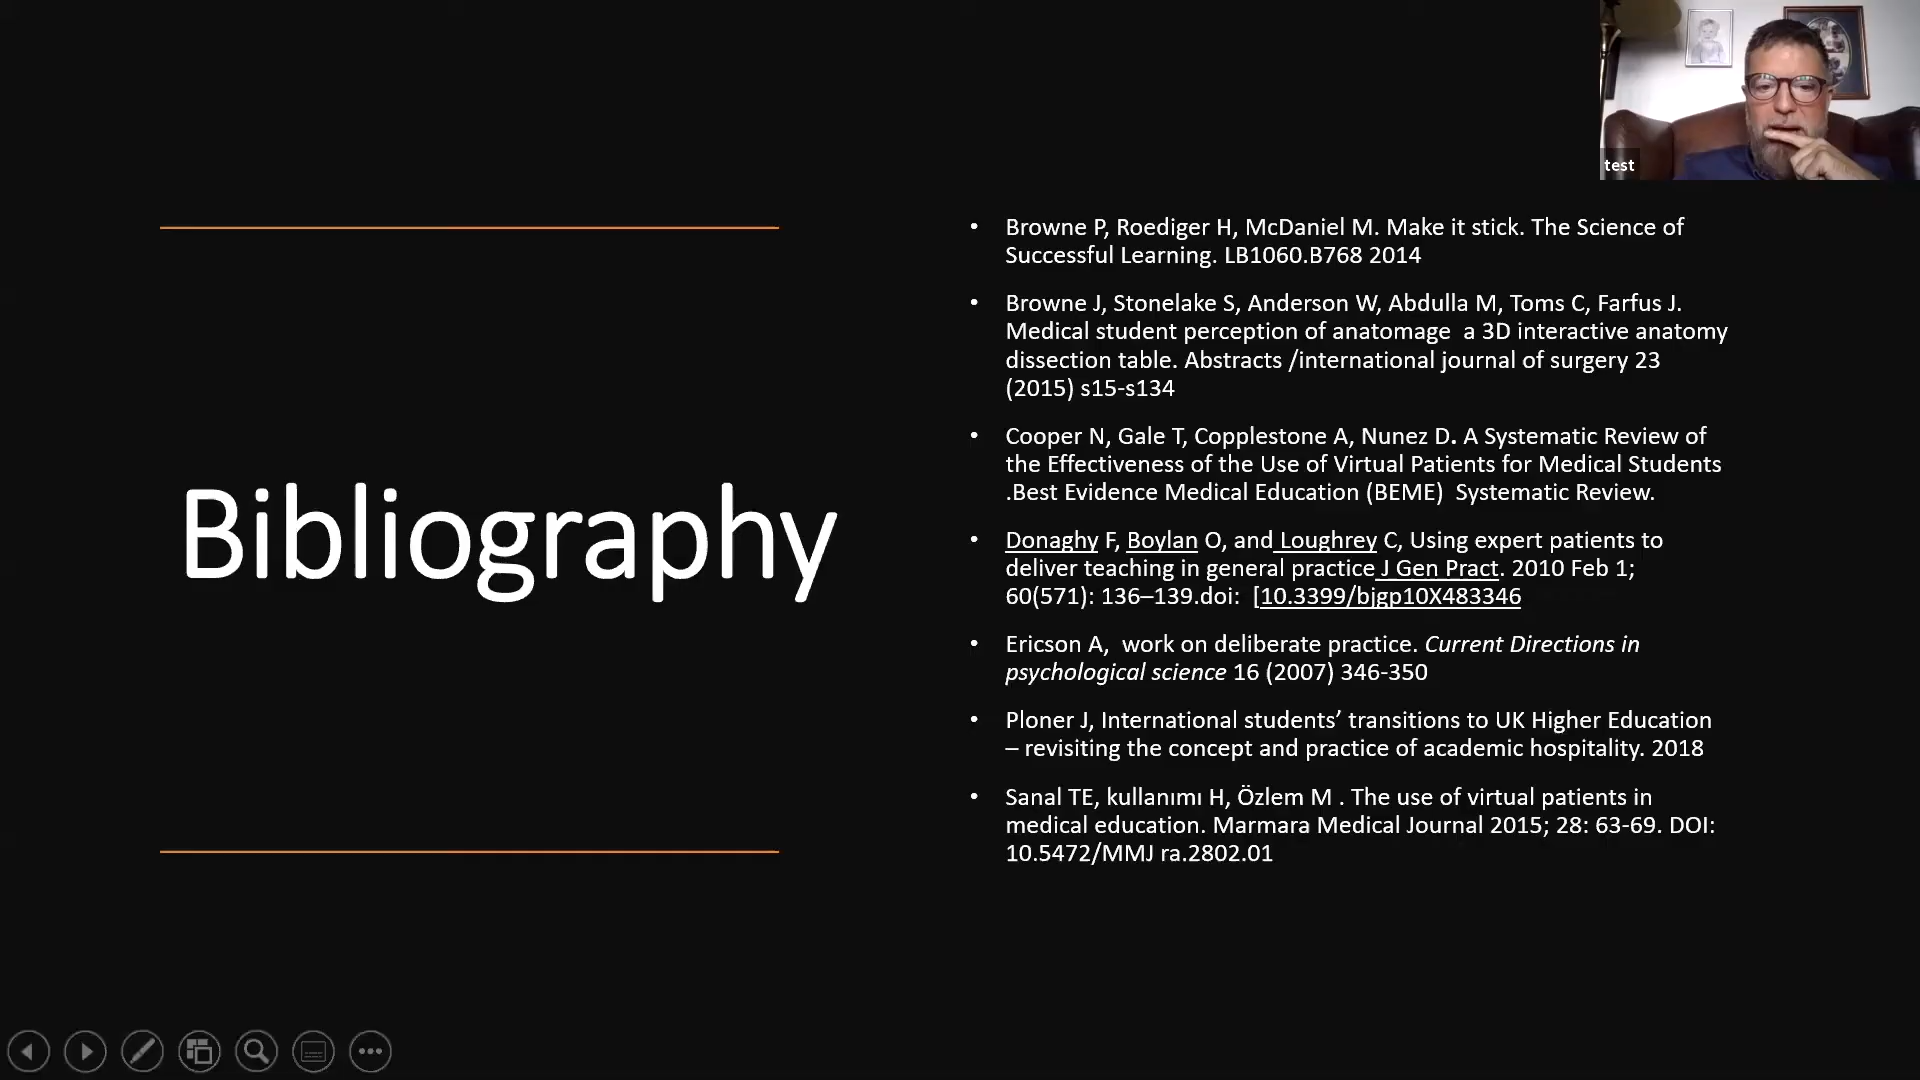 test
Bibliography
• Browne P, Roediger H, McDaniel M. Make it stick. The Science of
Successful Learning. LB1060.B768 2014
• Browne J, Stonelake S, Anderson W, Abdulla M, Toms C, Farfus J.
Medical student perception of anatomage  a 3D interactive anatomy
dissection table. Abstracts /international journal of surgery 23
(2015) s15-s134
• Cooper N, Gale T, Copplestone A, Nunez D. A Systematic Review of
the Effectiveness of the Use of Virtual Patients for Medical Students
.Best Evidence Medical Education (BEME)  Systematic Review.
• Donaghy F, Boylan O, and Loughrey C, Using expert patients to
deliver teaching in general practice J Gen Pract. 2010 Feb 1;
60(571): 136–139.doi:  [10.3399/bjgp10X483346
• Ericson A,  work on deliberate practice. Current Directions in
psychological science 16 (2007) 346-350
• Ploner J, International students’ transitions to UK Higher Education
– revisiting the concept and practice of academic hospitality. 2018
• Sanal TE, kullanımı H, Özlem M . The use of virtual patients in
medical education. Marmara Medical Journal 2015; 28: 63-69. DOI:
10.5472/MMJ ra.2802.01